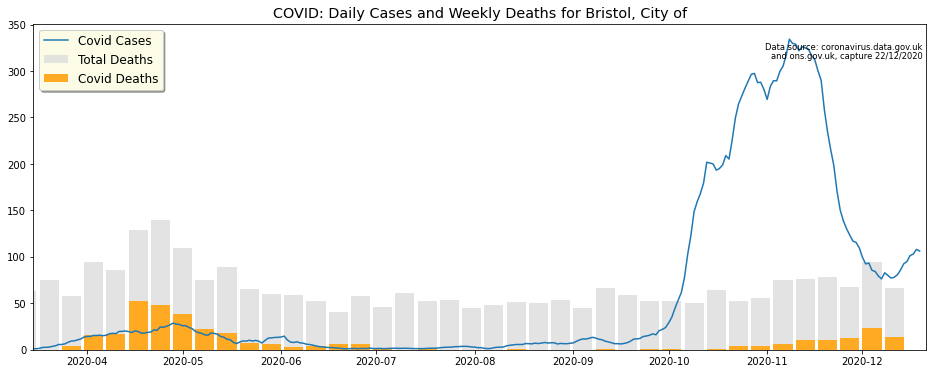 COVID: Daily Cases and Weekly Deaths for Bristol, City of
350
300
250
200
150
100
50
0
Covid Cases
Total Deaths
Covid Deaths
Data source: coronavirus.data.gov.uk
and ons.gov.uk, capture 22/12/2020
2020-04
2020-05
2020-06
2020-07
2020-08
2020-09
2020-10
2020-11
2020-12